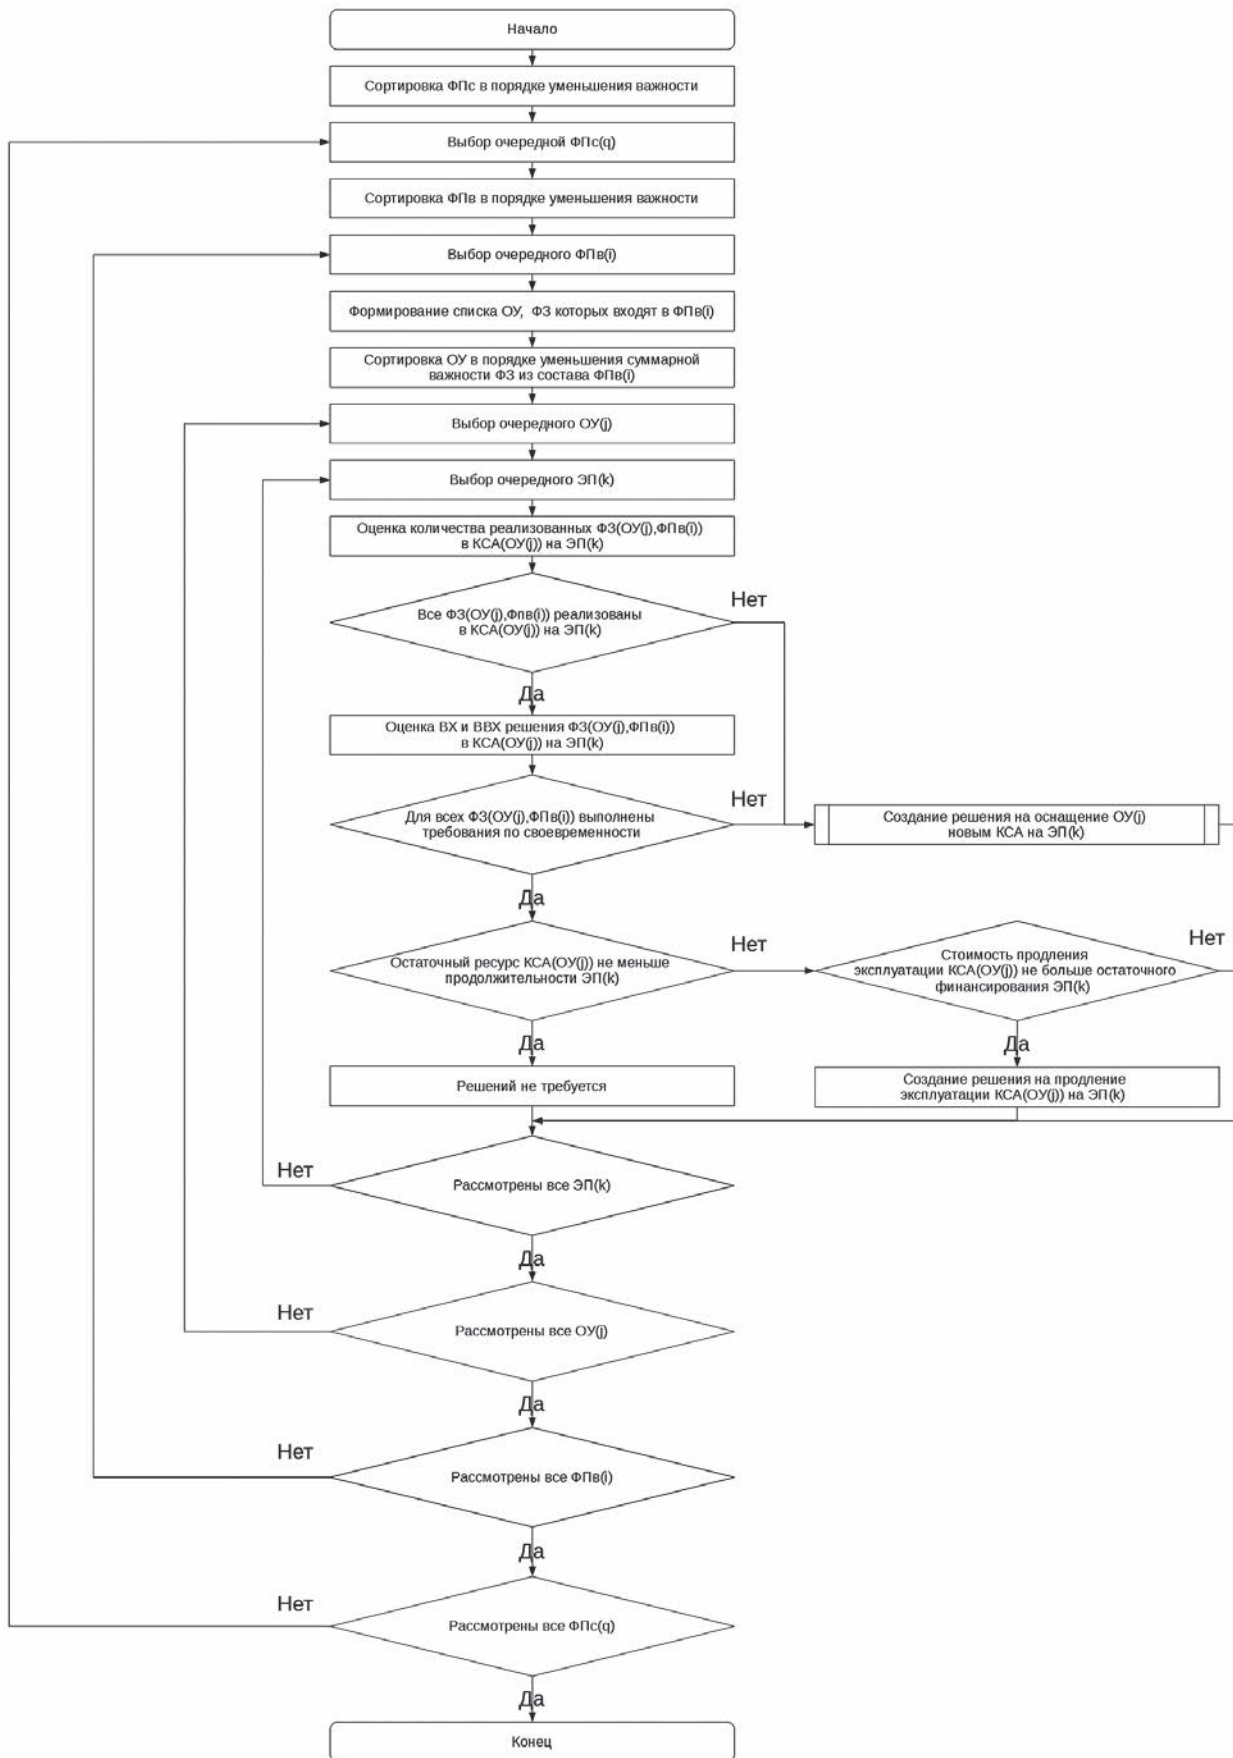 Начало
Сортировка ФПс в порядке уменьшения важности
Выбор очередной ФПс(q)
Сортировка ФПв в порядке уменьшения важности
Выбор очередного ФПв(i)
Формирование списка ОУ, ФЗ которых входят в ФПв(i)
Сортировка ОУ в порядке уменьшения суммарной
важности ФЗ из состава ФПв(i)
Выбор очередного ОУ(j)
Выбор очередного ЭП(k)
Оценка количества реализованных ФЗ(ОУ(j),ФПв(i))
в КСА(ОУ(j)) на ЭП(k)
Нет
Все ФЗ(ОУ(j),Фпв(i)) реализованы
в КСА(ОУ(j)) на ЭП(k)
Да
Оценка ВХ и ВВХ решения ФЗ(ОУ(j),ФПв(i))
в КСА(ОУ(j)) на ЭП(k)
Нет
Для всех ФЗ(ОУ(j),ФПв(i)) выполнены
требования по своевременности
Создание решения на оснащение ОУ(j)
новым КСА на ЭП(k)
Да
Нет
Остаточный ресурс КСА(ОУ(j)) не меньше
продолжительности ЭП(k)
Нет
Стоимость продления
эксплуатации КСА(ОУ(j)) не больше остаточного
финансирования ЭП(k)
Да
Да
Решений не требуется
Создание решения на продление
эксплуатации КСА(ОУ(j)) на ЭП(k)
Нет
Рассмотрены все ЭП(k)
Да
Нет
Рассмотрены все ОУ(j)
Да
Нет
Рассмотрены все ФПв(i)
Да
Нет
Рассмотрены все ФПс(q)
Да
Конец